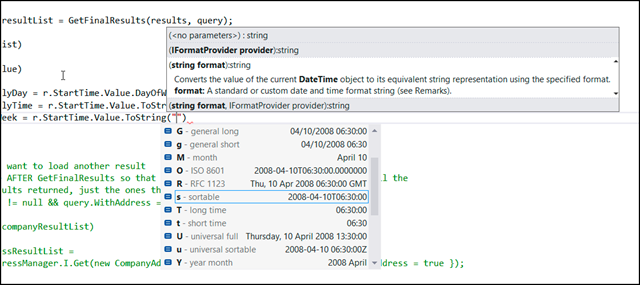 resultList = GetFinalResults(results, query);
(<no parameters>) : string
ist)
(IFormatProvider provider):string
lue)
(string format):string
Converts the value of the current DateTime object to its equivalent string representation using the specified format.
format: A standard or custom date and time format string (see Remarks).
lyDay = r.StartTime.Value.DayOfW
lyTime = r.StartTime.Value.ToStri
(string format, IFormatProvider provider):string
eek = r.StartTime.Value.ToString("")
G - general long 04/10/2008 06:30:00
g - general short 04/10/2008 06:30
M - month April 10
want to load another result
O - ISO 8601 2008-04-10T06:30:00.0000000
AFTER GetFinalResults so that ll the
R - RFC 1123 Thu, 10 Apr 2008 06:30:00 GMT
ults returned, just the ones th
s - sortable 2008-04-10T06:30:00
!= null && query.WithAddress =
T - long time 06:30:00
t - short time 06:30
companyResultList)
U - universal full Thursday, 10 April 2008 13:30:00
ssResultList =
u - universal sortable 2008-04-10 06:30:00Z
ressManager.I.Get(new CompanyAd dress = true });
Y - year month 2008 April